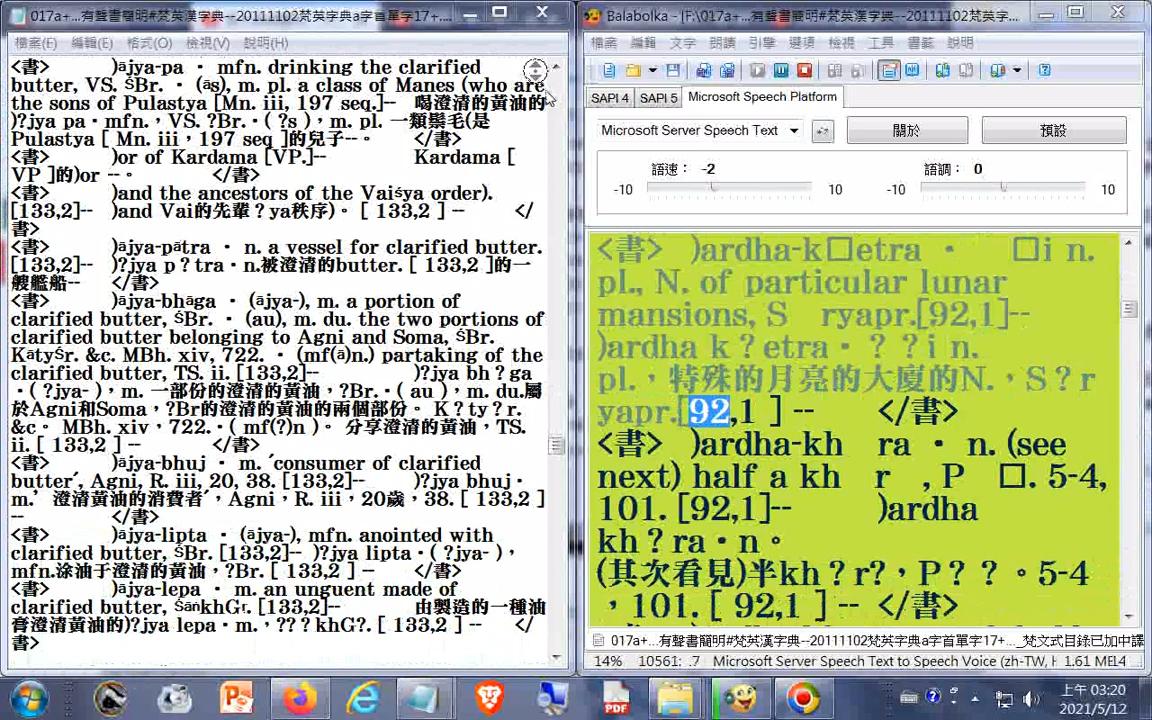 017a+...有聲書簡明#梵英漢字典--20111102梵英字典a字首單字17+...
檔案(F) 編輯(E) 格式(O) 檢視(V) 說明(H)
<書> )ājya-pa · mfn. drinking the clarified
butter, VS. ŚBr. · (ās), m. pl. a class of Manes (who are
the sons of Pulastya [Mn. iii, 197 seq.]-- 喝澄清的黃油的
)?jya pa·mfn.，VS. ?Br.·( ?s )，m. pl. 一類鬃毛(是
Pulastya [ Mn. iii，197 seq ]的兒子--。 </書>
<書> )or of Kardama [VP.]-- Kardama [
VP ]的)or --。 </書>
<書> )and the ancestors of the Vaiśya order).
[133,2]-- )and Vai的先輩？ya秩序)。[ 133,2 ] -- </
書>
<書> )ājya-pātra · n. a vessel for clarified butter.
[133,2]-- )?jya p？tra·n.被澄清的butter. [ 133,2 ]的一
艘艦船-- </書>
<書> )ājya-bhāga · (ājya-), m. a portion of
clarified butter, ŚBr. · (au), m. du. the two portions of
clarified butter belonging to Agni and Soma, ŚBr.
KātyŚr. &c. MBh. xiv, 722. · (mf(ā)n.) partaking of the
clarified butter, TS. ii. [133,2]-- )?jya bh？ga
·( ?jya- )，m. 一部份的澄清的黃油，?Br.·( au )，m. du.屬
於Agni和Soma，?Br的澄清的黃油的兩個部份。 K？ty？r.
&c。 MBh. xiv，722.·( mf(?)n )。 分享澄清的黃油，TS.
ii. [ 133,2 ] -- </書>
<書> )ājya-bhuj · m. 'consumer of clarified
butter', Agni, R. iii, 20, 38. [133,2]-- )?jya bhuj·
m.′ 澄清黃油的消費者′，Agni，R. iii，20歲，38. [ 133,2 ]
-- </書>
<書> )ājya-lipta · (ājya-), mfn. anointed with
clarified butter, ŚBr. [133,2]-- )?jya lipta·( ?jya- )，
mfn.涂油于澄清的黃油，?Br. [ 133,2 ] -- </書>
<書> )ājya-lepa · m. an unguent made of
clarified butter, ŚāṅkhGṛ. [133,2]-- 由製造的一種油
膏澄清黃油的)?jya lepa·m.，???khG?. [ 133,2 ] -- </
書>
Balabolka - [F:\017a+...有聲書簡明#梵英漢字典--20111102梵英字...
檔案 編輯 文字 朗讀 引擎 選項 檢視 工具 書籤 說明
SAPI 4 SAPI 5 Microsoft Speech Platform
Microsoft Server Speech Text 關於 預設
語速： -2 語調： 0
-10 10 -10 10
<書> )ardha-k□etra · □i n.
pl., N. of particular lunar
mansions, S ryapr.[92,1]--
)ardha k？etra·？？i n.
pl.，特殊的月亮的大廈的N.，S？r
yapr.[92,1 ] -- </書>
<書> )ardha-kh ra · n. (see
next) half a kh r , P □. 5-4,
101. [92,1]-- )ardha
kh？ra·n。
(其次看見)半kh？r?，P？？。5-4
，101. [ 92,1 ] -- </書>
017a+...有聲書簡明#梵英漢字典--20111102梵英字典a字首單字17+..._梵文式目錄已加中譯
14% 10561: .7 Microsoft Server Speech Text to Speech Voice (zh-TW, H 1.61 MB
上午 03:20
2021/5/12